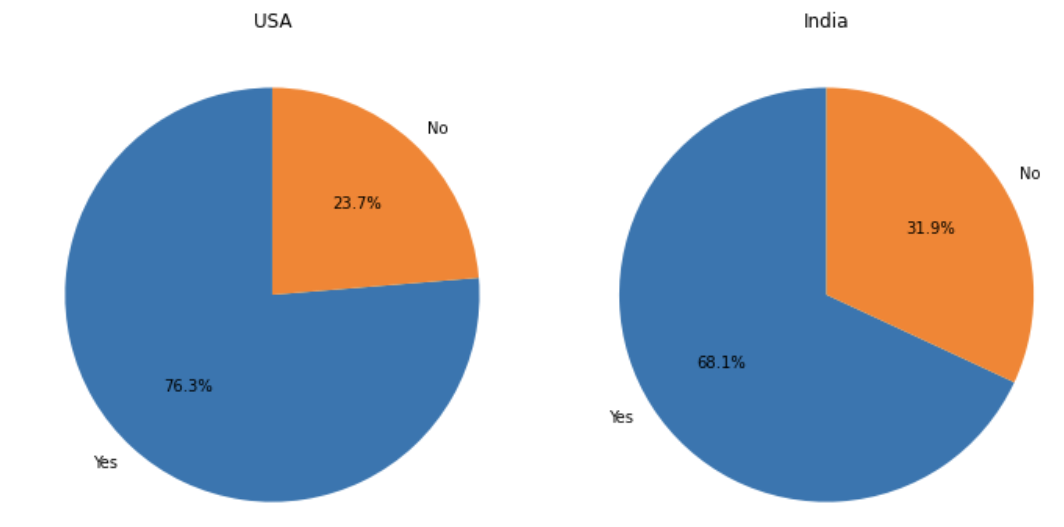 USA
No
23.7%
76.3%
Yes
India
No
31.9%
68.1%
Yes